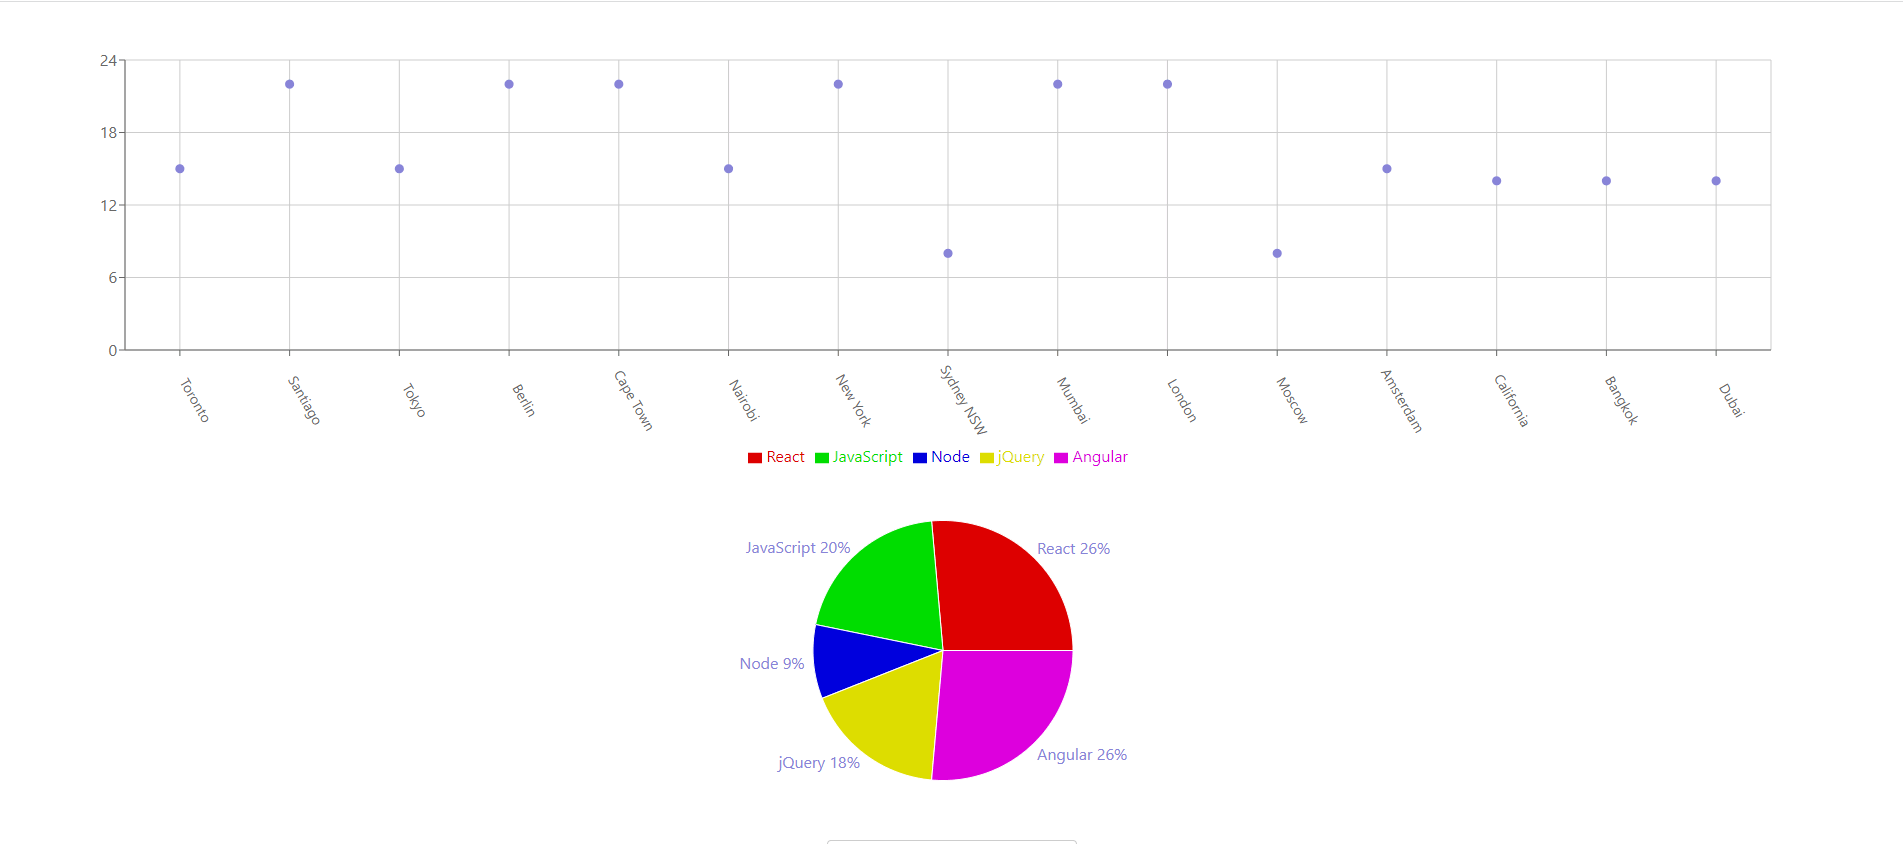 24
18
12
6
0
Toronto Santiago Tokyo Berlin Cape Town Nairobi New York Sydney NSW Mumbai London Moscow Amsterdam California Bangkok Dubai
React JavaScript Node jQuery Angular
JavaScript 20%
React 26%
Node 9%
Angular 26%
jQuery 18%